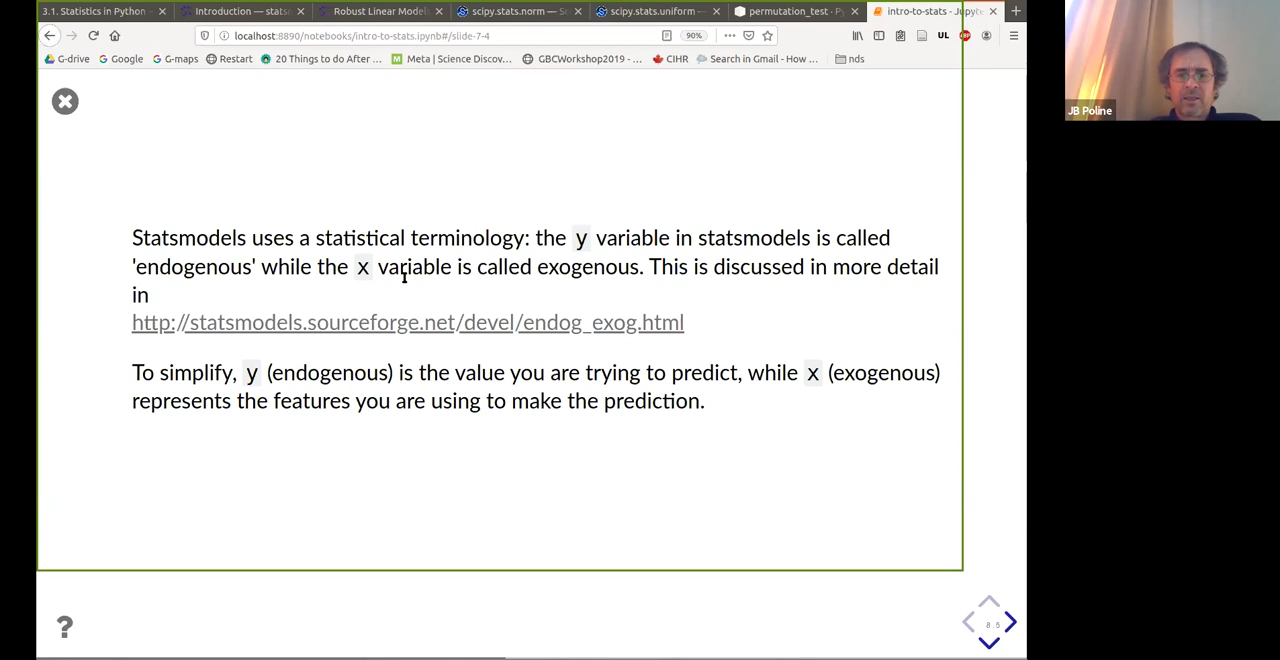 3.1. Statistics in Python
Introduction — stats
Robust Linear Model
scipy.stats.norm — Sc
scipy.stats.uniform —
permutation_test - Py
intro-to-stats - Jupyte
localhost:8890/notebooks/intro-to-stats.ipynb#/slide-7-4
90%
UL
G-drive
Google
G-maps
Restart
20 Things to do After ...
Meta | Science Discov...
GBCWorkshop2019 - ...
CIHR
Search in Gmail - How ...
nds
JB Poline
Statsmodels uses a statistical terminology: the y variable in statsmodels is called
'endogenous' while the x variable is called exogenous. This is discussed in more detail
in
http://statsmodels.sourceforge.net/devel/endog_exog.html
To simplify, y (endogenous) is the value you are trying to predict, while x (exogenous)
represents the features you are using to make the prediction.
?
8.5